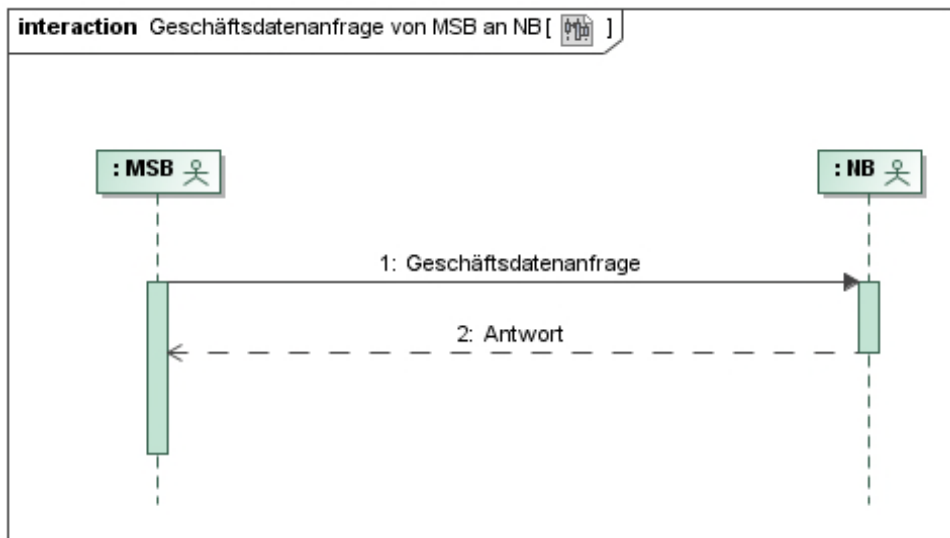 interaction Geschäftsdatenanfrage von MSB an NB[ ]
: MSB
: NB
1: Geschäftsdatenanfrage
2: Antwort